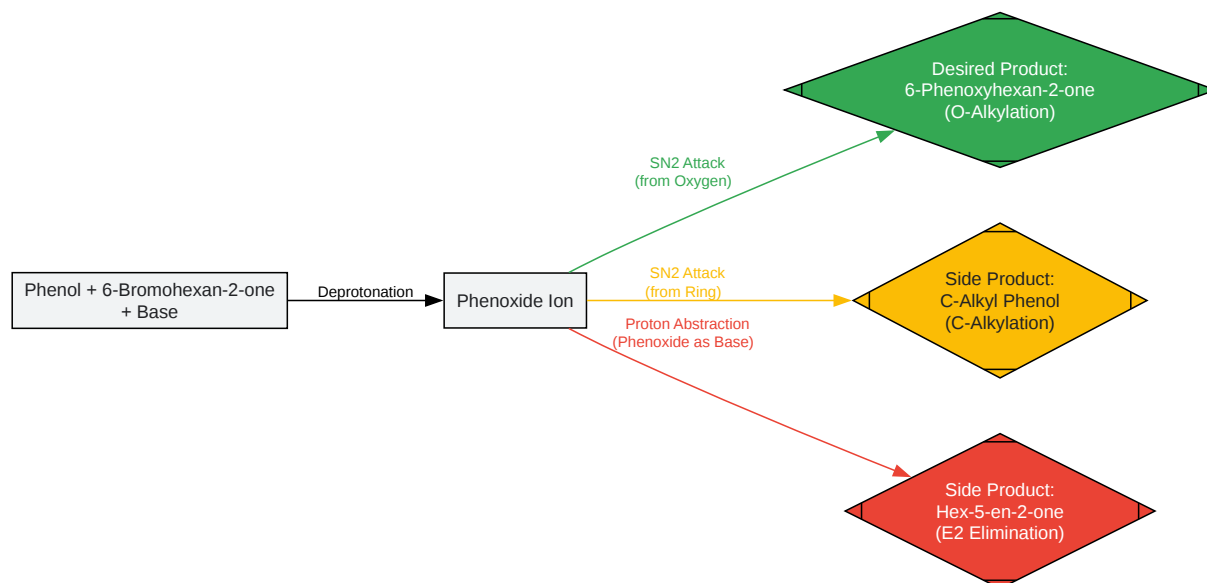 Phenol + 6-Bromohexan-2-one
+ Base
Deprotonation
Phenoxide Ion
SN2 Attack
(from Oxygen)
SN2 Attack
(from Ring)
Proton Abstraction
(Phenoxide as Base)
Desired Product:
6-Phenoxyhexan-2-one
(O-Alkylation)
Side Product:
C-Alkyl Phenol
(C-Alkylation)
Side Product:
Hex-5-en-2-one
(E2 Elimination)